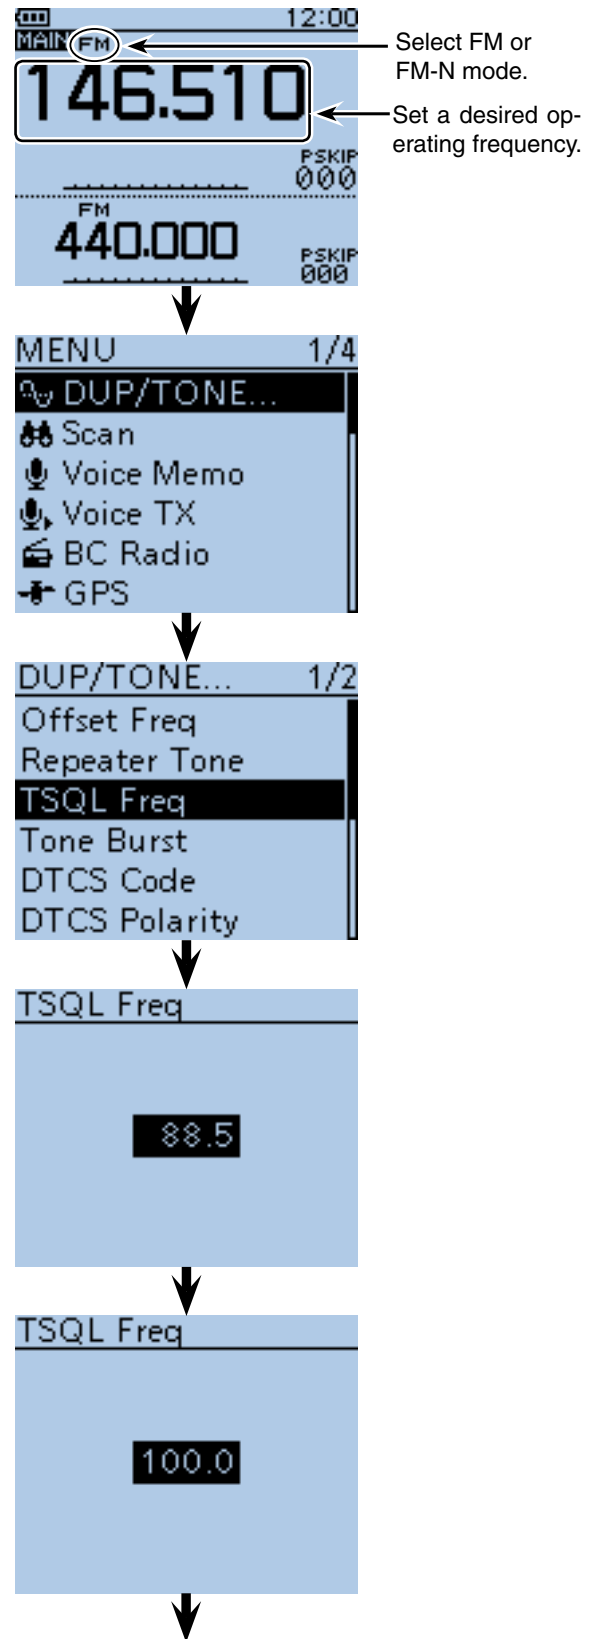 12:00
MAIN FM
Select FM or
FM-N mode.
146.510
Set a desired op-
erating frequency.
PSKIP
000
FM
440.000
PSKIP
000
MENU 1/4
DUP/TONE...
Scan
Voice Memo
Voice TX
BC Radio
GPS
DUP/TONE... 1/2
Offset Freq
Repeater Tone
TSQL Freq
Tone Burst
DTCS Code
DTCS Polarity
TSQL Freq
88.5
TSQL Freq
100.0